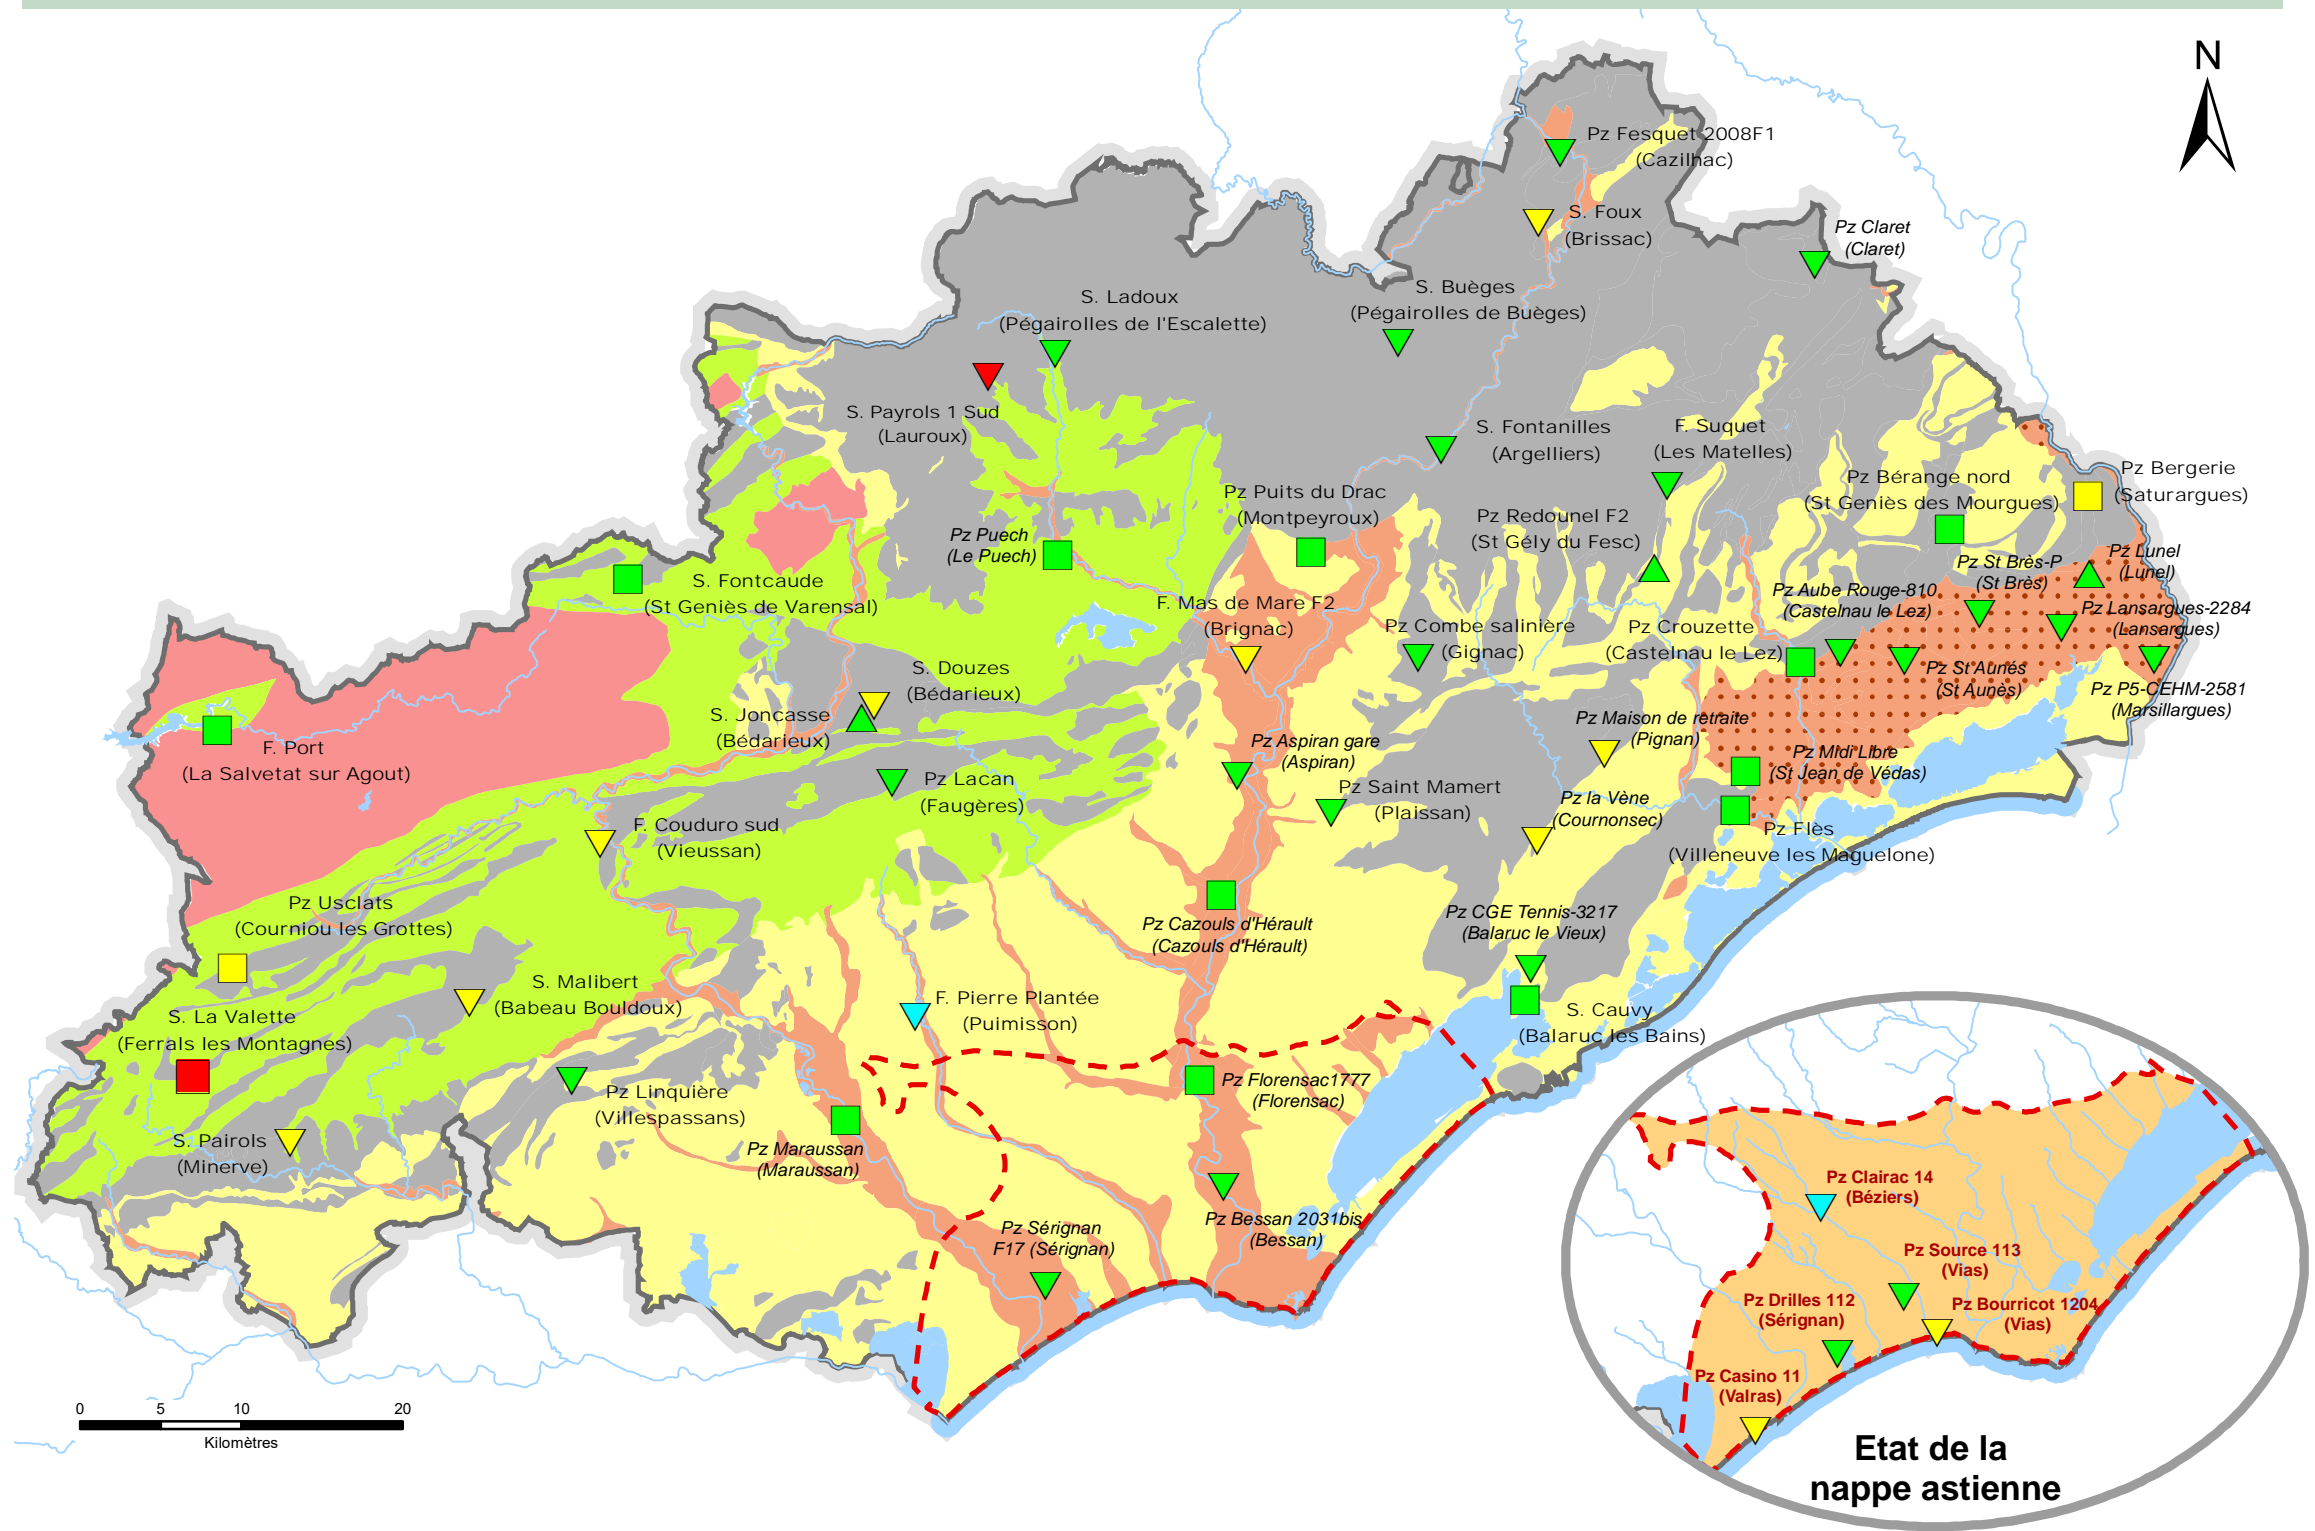 N
Pz Fesquet 2008F1
(Cazilhac)
S. Foux
(Brissac)
Pz Claret
(Claret)
S. Ladoux
(Pégairolles de l'Escalette)
S. Buèges
(Pégairolles de Buèges)
S. Payrols 1 Sud
(Lauroux)
S. Fontanilles
(Argelliers)
F. Suquet
(Les Matelles)
Pz Bérange nord
(St Geniès des Mourgues)
Pz Bergerie
(Saturargues)
Pz Puits du Drac
(Montpeyroux)
Pz Redounel F2
(St Gély du Fesc)
Pz Puech
(Le Puech)
Pz St Brès-P
(St Brès)
Pz Lunel
(Lunel)
S. Fontcaude
(St Geniès de Varensal)
F. Mas de Mare F2
(Brignac)
Pz Aube Rouge-810
(Castelnau le Lez)
Pz Lansargues-2284
(Lansargues)
Pz Combe salinière
(Gignac)
Pz Crouzette
(Castelnau le Lez)
S. Douzes
(Bédarieux)
Pz St Aunés
(St Aunès)
Pz P5-CEHM-2581
(Marsillargues)
S. Joncasse
(Bédarieux)
Pz Maison de retraite
(Pignan)
F. Port
(La Salvetat sur Agout)
Pz Aspiran gare
(Aspiran)
Pz Midi Libre
(St Jean de Védas)
Pz Lacan
(Faugères)
Pz Saint Mamert
(Plaissan)
Pz la Vène
(Cournonsec)
F. Couduro sud
(Vieussan)
Pz Flès
(Villeneuve les Maguelone)
Pz Usclats
(Courniou les Grottes)
Pz Cazouls d'Hérault
(Cazouls d'Hérault)
Pz CGE Tennis-3217
(Balaruc le Vieux)
S. Malibert
(Babeau Bouldoux)
F. Pierre Plantée
(Puimisson)
S. Cauvy
(Balaruc les Bains)
S. La Valette
(Ferrals les Montagnes)
Pz Linquière
(Villespassans)
Pz Florensac1777
(Florensac)
S. Pairols
(Minerve)
Pz Maraussan
(Maraussan)
Pz Sérignan
F17 (Sérignan)
Pz Bessan 2031bis
(Bessan)
Pz Clairac 14
(Béziers)
Pz Source 113
(Vias)
Pz Drilles 112
(Sérignan)
Pz Bourricot 1204
(Vias)
Pz Casino 11
(Valras)
Etat de la
nappe astienne
0 5 10 20
Kilomètres